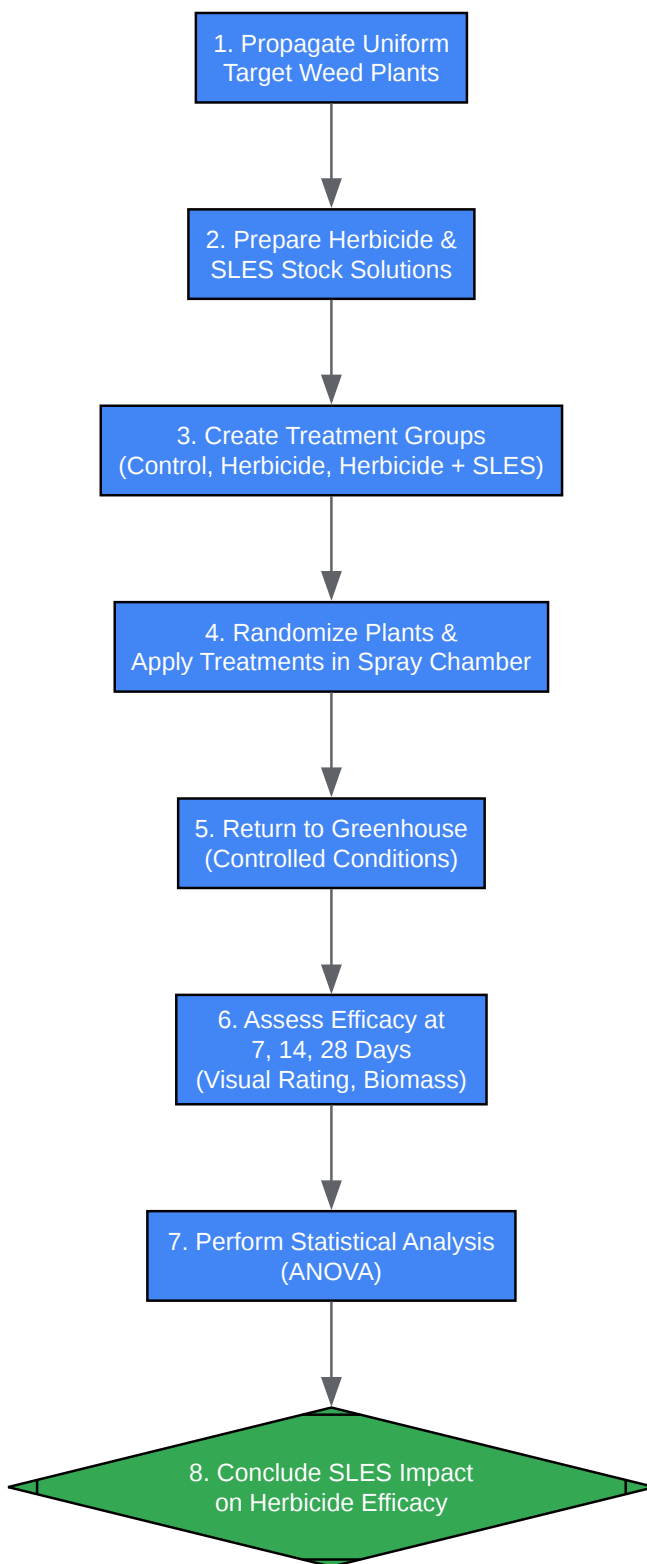 1. Propagate Uniform
Target Weed Plants
2. Prepare Herbicide &
SLES Stock Solutions
3. Create Treatment Groups
(Control, Herbicide, Herbicide + SLES)
4. Randomize Plants &
Apply Treatments in Spray Chamber
5. Return to Greenhouse
(Controlled Conditions)
6. Assess Efficacy at
7, 14, 28 Days
(Visual Rating, Biomass)
7. Perform Statistical Analysis
(ANOVA)
8. Conclude SLES Impact
on Herbicide Efficacy